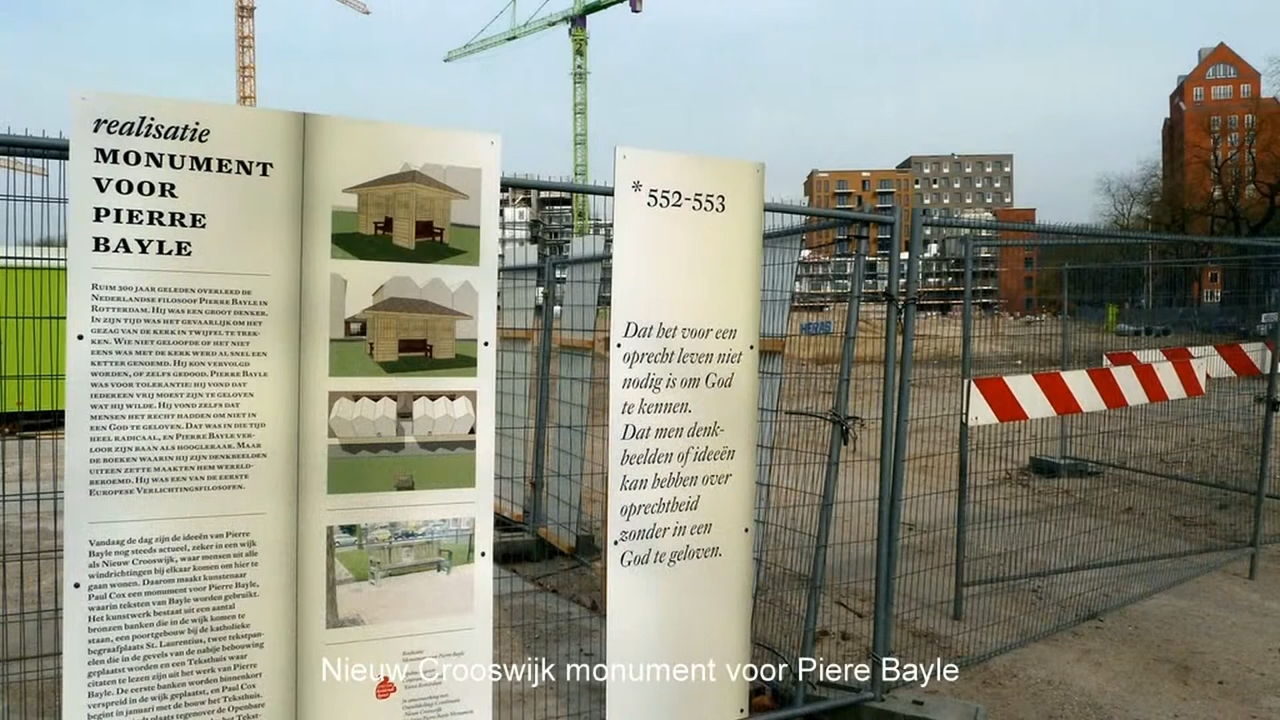 realisatie
MONUMENT
VOOR
PIERRE
BAYLE
RUIM 300 JAAR GELEDEN OVERLEED DE
NEDERLANDSE FILOSOOF PIERRE BAYLE IN
ROTTERDAM. HIJ WAS EEN GROOT DENKER.
IN ZIJN TIJD WAS HET GEVAARLIJK OM HET
GEZAG VAN DE KERK IN TWIJFEL TE TREK-
KEN. WIE NIET GELOOFDE OF HET NIET
EENS WAS MET DE KERK WERD AL SNEL EEN
KETTER GENOEMD. HIJ KON VERVOLGD
WORDEN, OF ZELFS GEDOOD. PIERRE BAYLE
WAS VOOR TOLERANTIE: HIJ VOND DAT
IEDEREEN VRIJ MOEST ZIJN TE GELOVEN
WAT HIJ WILDE. HIJ VOND ZELFS DAT
MENSEN HET RECHT HADDEN OM NIET IN
EEN GOD TE GELOVEN. DAT WAS IN DIE TIJD
HEEL RADICAAL, EN PIERRE BAYLE VER-
LOOR ZIJN BAAN ALS HOOGLERAAR. MAAR
DE BOEKEN WAARIN HIJ ZIJN DENKBEELDEN
UITEEN ZETTE MAAKTEN HEM WERELD-
BEROEMD. HIJ WAS EEN VAN DE EERSTE
EUROPESE VERLICHTINGSFILOSOFEN.
Vandaag de dag zijn de ideeën van Pierre
Bayle nog steeds actueel, zeker in een wijk
als Nieuw Crooswijk, waar mensen uit alle
windrichtingen bij elkaar komen om hier te
gaan wonen. Daarom maakt kunstenaar
Paul Cox een monument voor Pierre Bayle,
waarin teksten van Bayle worden gebruikt.
Het kunstwerk bestaat uit een aantal
bronzen banken die in de wijk komen te
staan, een poortgebouw bij de katholieke
begraafplaats St. Laurentius, twee tekstpan-
elen die in de gevels van de nabije bebouwing
geplaatst worden en een Teksthuis waar
citaten te lezen zijn uit het werk van Pierre
Bayle. De eerste banken worden binnenkort
verspreid in de wijk geplaatst, en Paul Cox
begint in januari met de bouw het Teksthuis.
plaats tegenover de Openbare
*552-553
Dat het voor een
oprecht leven niet
nodig is om God
te kennen.
Dat men denk-
beelden of ideeën
kan hebben over
oprechtheid
zonder in een
God te geloven.
HERAS
Nieuw Crooswijk monument voor Piere Bayle